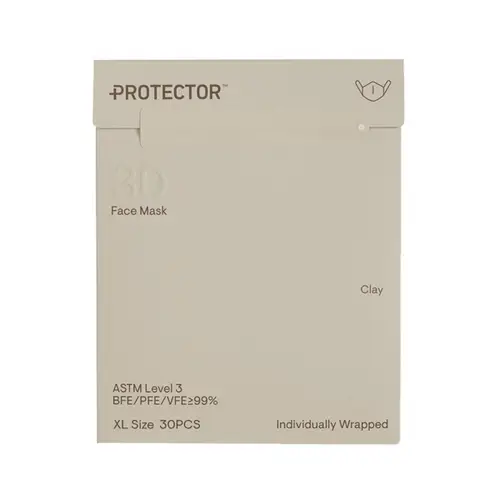 PROTECTOR™
3D
Face Mask
Clay
ASTM Level 3
BFE/PFE/VFE≥99%
XL Size 30PCS
Individually Wrapped